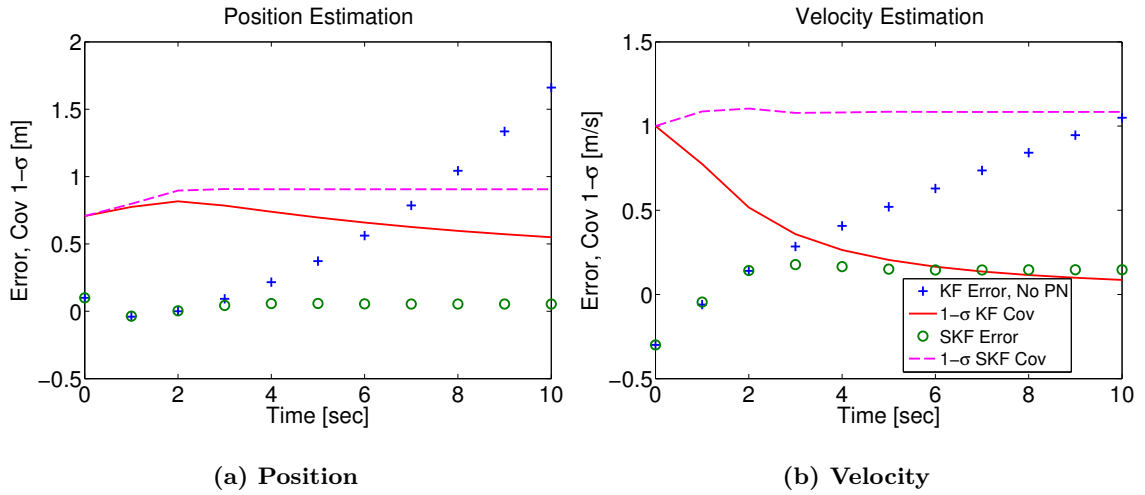 Position Estimation
Error, Cov 1−σ [m]
2
1.5
1
0.5
0
−0.5
0 2 4 6 8 10
Time [sec]
(a) Position
Velocity Estimation
Error, Cov 1−σ [m/s]
1.5
1
0.5
0
−0.5
0 2 4 6 8 10
Time [sec]
KF Error, No PN
1−σ KF Cov
SKF Error
1−σ SKF Cov
(b) Velocity